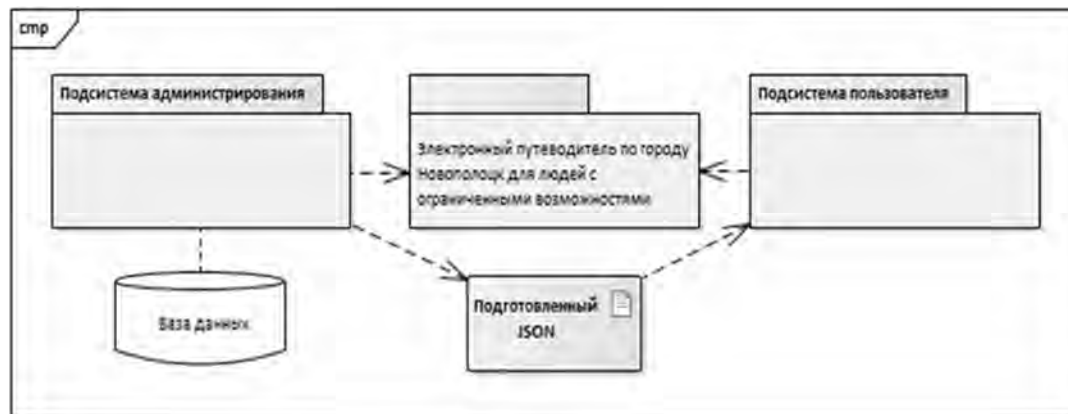 cmp
Подсистема администрирования
Подсистема пользователя
Электронный путеводитель по городу
Новополоцк для людей с
ограниченными возможностями
Подготовленный
JSON
База данных